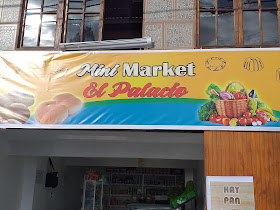 Mini Market
El Palacio
HAY
PAN